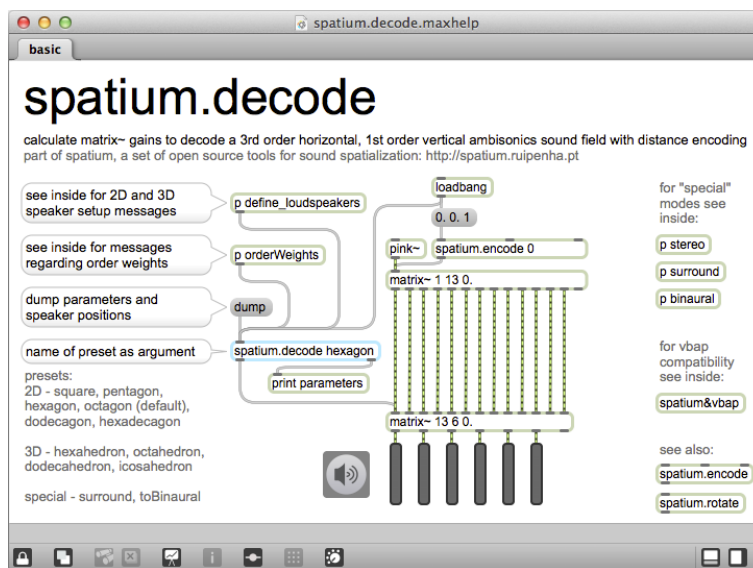 spatium.decode.maxhelp
basic
spatium.decode
calculate matrix~ gains to decode a 3rd order horizontal, 1st order vertical ambisonics sound field with distance encoding
part of spatium, a set of open source tools for sound spatialization: http://spatium.ruipenha.pt
see inside for 2D and 3D
speaker setup messages
p define_loudspeakers
see inside for messages
regarding order weights
p orderWeights
dump parameters and
speaker positions
dump
name of preset as argument
spatium.decode hexagon
print parameters
presets:
2D - square, pentagon,
hexagon, octagon (default),
dodecagon, hexadecagon
3D - hexahedron, octahedron,
dodecahedron, icosahedron
special - surround, toBinaural
loadbang
0. 0. 1
pink~
spatium.encode 0
matrix~ 1 13 0.
matrix~ 13 6 0.
for "special"
modes see
inside:
p stereo
p surround
p binaural
for vbap
compatibility
see inside:
spatium&vbap
see also:
spatium.encode
spatium.rotate